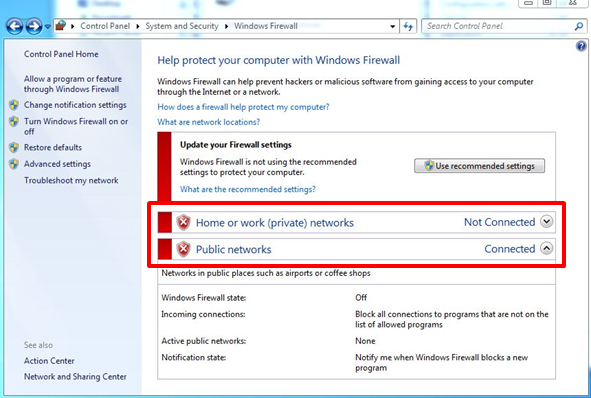 Control Panel ▸ System and Security ▸ Windows Firewall
Search Control Panel
Control Panel Home
Allow a program or feature
through Windows Firewall
Change notification settings
Turn Windows Firewall on or
off
Restore defaults
Advanced settings
Troubleshoot my network
Help protect your computer with Windows Firewall
Windows Firewall can help prevent hackers or malicious software from gaining access to your computer
through the Internet or a network.
How does a firewall help protect my computer?
What are network locations?
Update your Firewall settings
Windows Firewall is not using the recommended
settings to protect your computer.
Use recommended settings
What are the recommended settings?
Home or work (private) networks Not Connected
Public networks Connected
Networks in public places such as airports or coffee shops
Windows Firewall state: Off
Incoming connections: Block all connections to programs that are not on the
list of allowed programs
Active public networks: None
Notification state: Notify me when Windows Firewall blocks a new
program
See also
Action Center
Network and Sharing Center